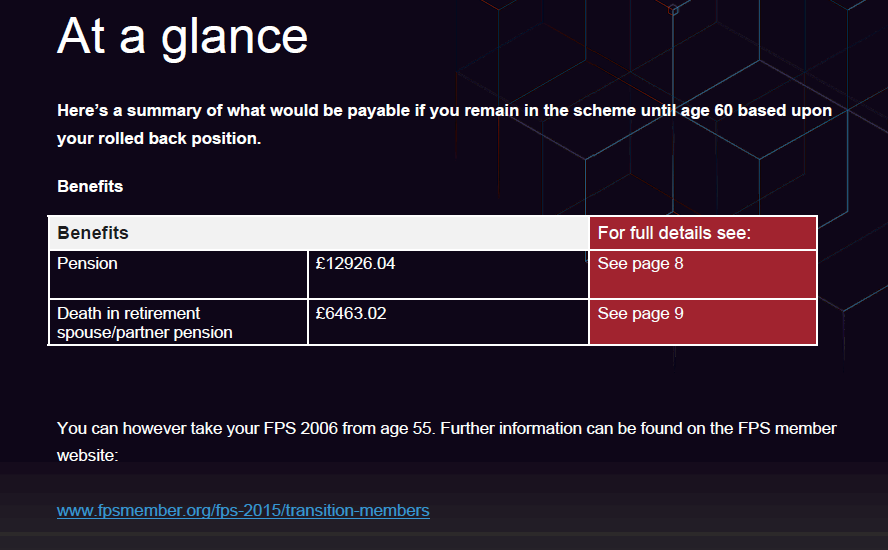 At a glance
Here’s a summary of what would be payable if you remain in the scheme until age 60 based upon
your rolled back position.
Benefits
Benefits For full details see:
Pension £12926.04 See page 8
Death in retirement £6463.02 See page 9
spouse/partner pension
You can however take your FPS 2006 from age 55. Further information can be found on the FPS member
website:
www.fpsmember.org/fps-2015/transition-members